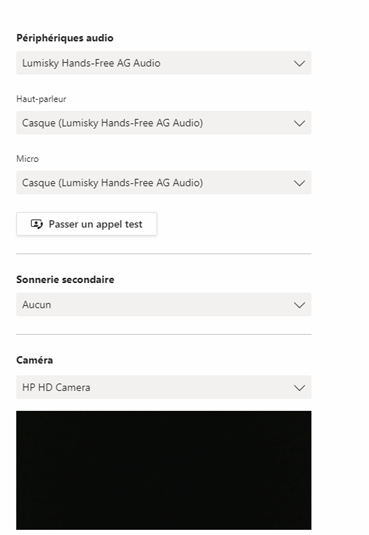 Périphériques audio
Lumisky Hands-Free AG Audio
Haut-parleur
Casque (Lumisky Hands-Free AG Audio)
Micro
Casque (Lumisky Hands-Free AG Audio)
Passer un appel test
Sonnerie secondaire
Aucun
Caméra
HP HD Camera